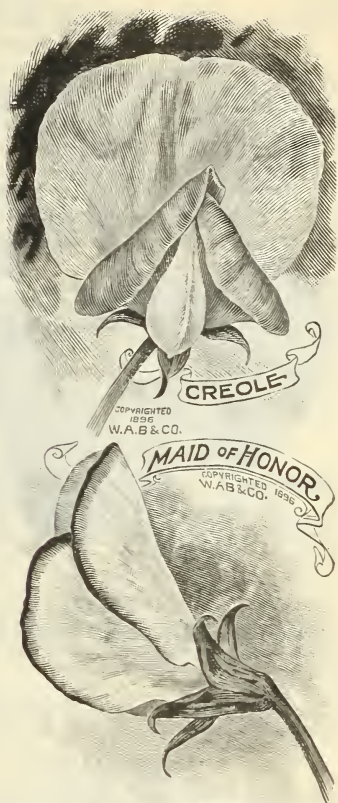 CREOLE
COPYRIGHTED
1896
W.A.B & CO.
MAID OF HONOR
COPYRIGHTED 1896
W.A.B & CO.